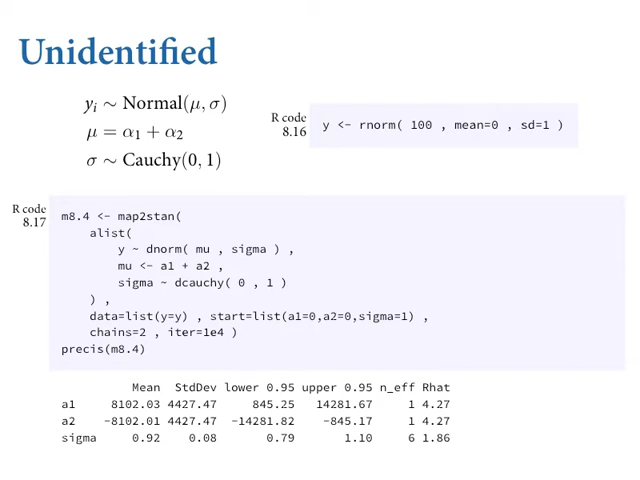 Unidentified
y_i ∼ Normal(μ, σ)
μ = α₁ + α₂
σ ∼ Cauchy(0, 1)
R code
8.16
y <- rnorm( 100 , mean=0 , sd=1 )
R code
8.17
m8.4 <- map2stan(
    alist(
        y ~ dnorm( mu , sigma ) ,
        mu <- a1 + a2 ,
        sigma ~ dcauchy( 0 , 1 )
    ) ,
    data=list(y=y) , start=list(a1=0,a2=0,sigma=1) ,
    chains=2 , iter=1e4 )
precis(m8.4)
Mean StdDev lower 0.95 upper 0.95 n_eff Rhat
a1 8102.03 4427.47 845.25 14281.67 1 4.27
a2 -8102.01 4427.47 -14281.82 -845.17 1 4.27
sigma 0.92 0.08 0.79 1.10 6 1.86